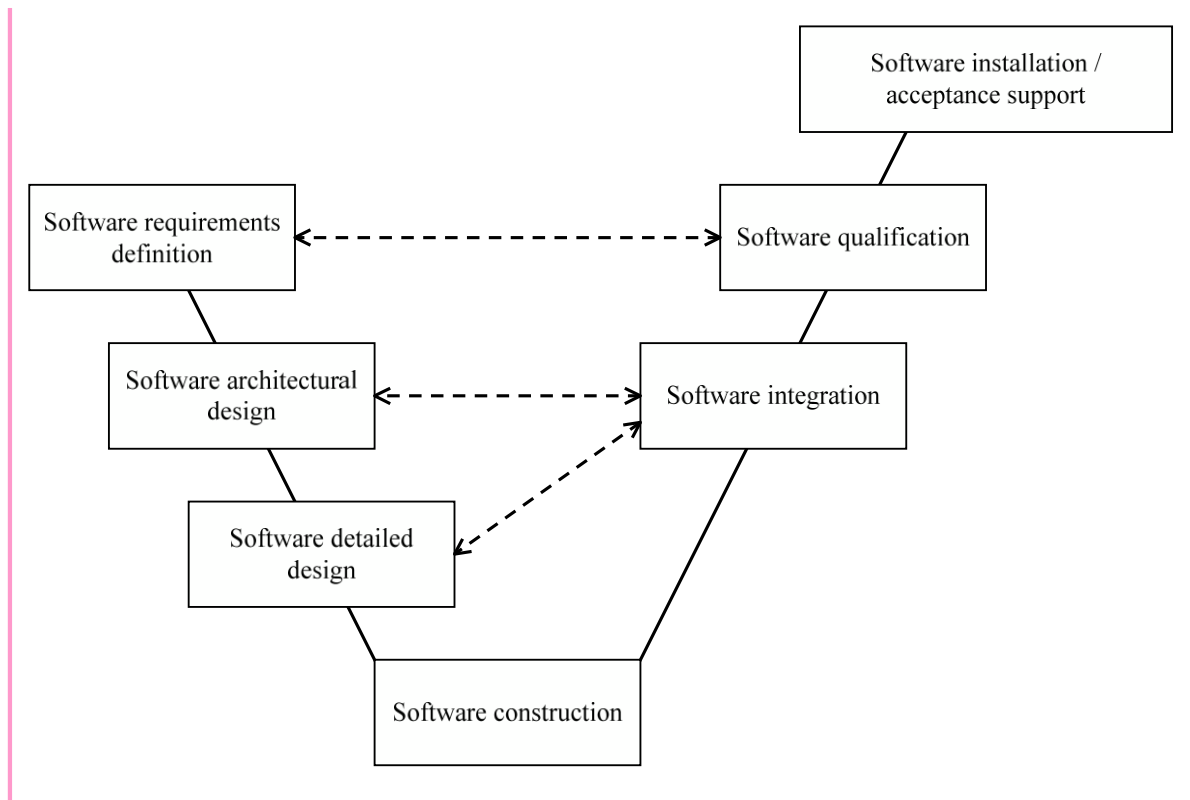 Software installation /
acceptance support
Software requirements
definition
Software qualification
Software architectural
design
Software integration
Software detailed
design
Software construction